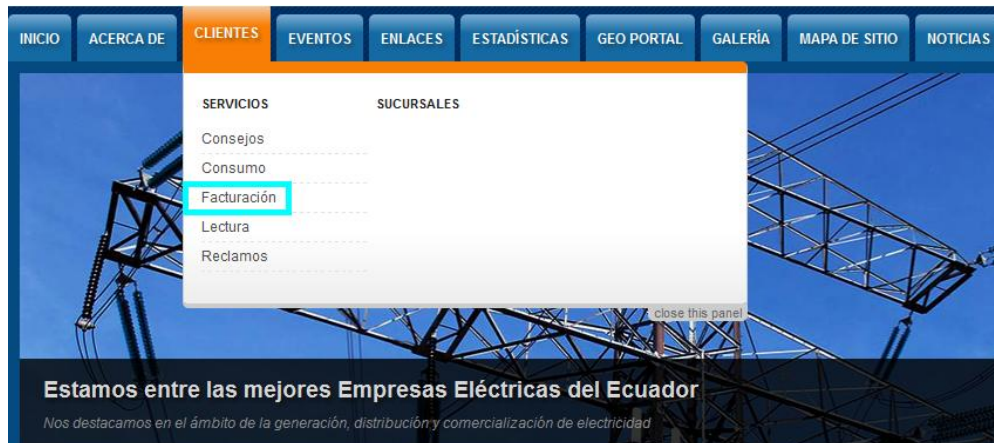 INICIO ACERCA DE CLIENTES EVENTOS ENLACES ESTADÍSTICAS GEO PORTAL GALERÍA MAPA DE SITIO NOTICIAS
SERVICIOS SUCURSALES
Consejos
Consumo
Facturación
Lectura
Reclamos
close this panel
Estamos entre las mejores Empresas Eléctricas del Ecuador
Nos destacamos en el ámbito de la generación, distribución y comercialización de electricidad